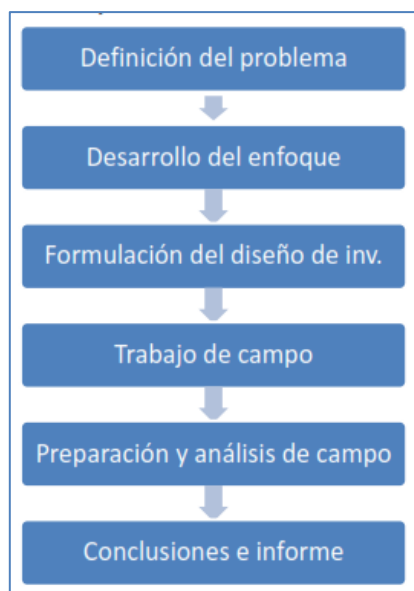 Definición del problema
Desarrollo del enfoque
Formulación del diseño de inv.
Trabajo de campo
Preparación y análisis de campo
Conclusiones e informe